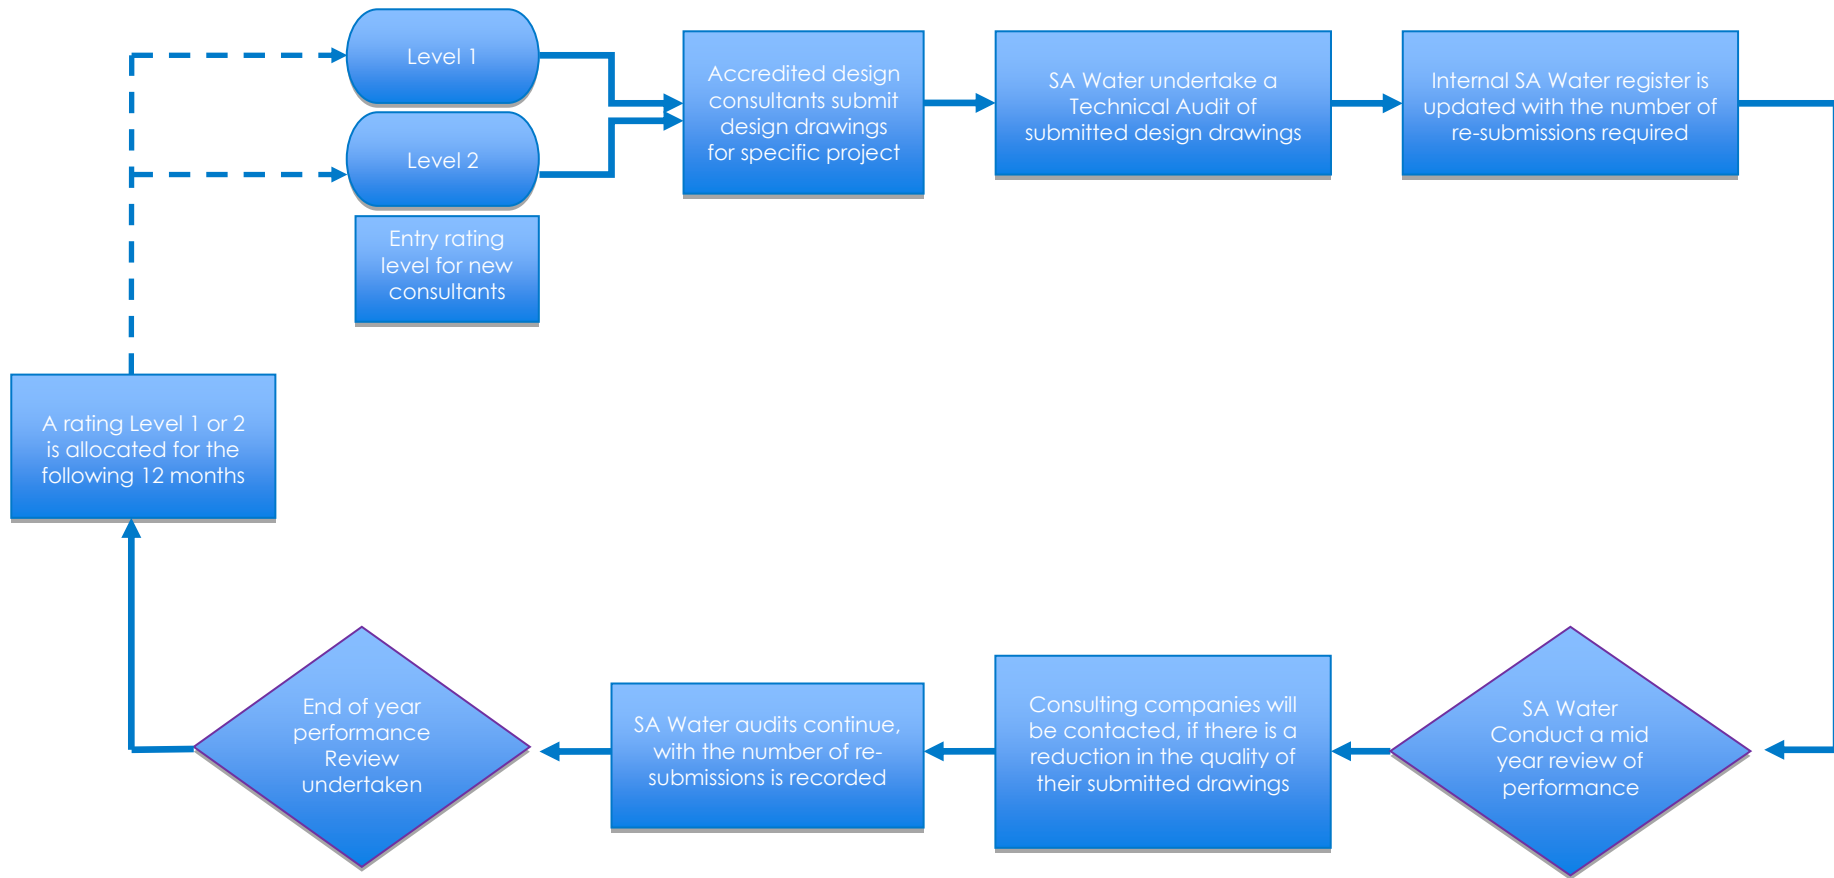 Level 1
Level 2
Entry rating
level for new
consultants
Accredited design
consultants submit
design drawings
for specific project
SA Water undertake a
Technical Audit of
submitted design drawings
Internal SA Water register is
updated with the number of
re-submissions required
SA Water
Conduct a mid
year review of
performance
Consulting companies will
be contacted, if there is a
reduction in the quality of
their submitted drawings
SA Water audits continue,
with the number of re-
submissions is recorded
End of year
performance
Review
undertaken
A rating Level 1 or 2
is allocated for the
following 12 months